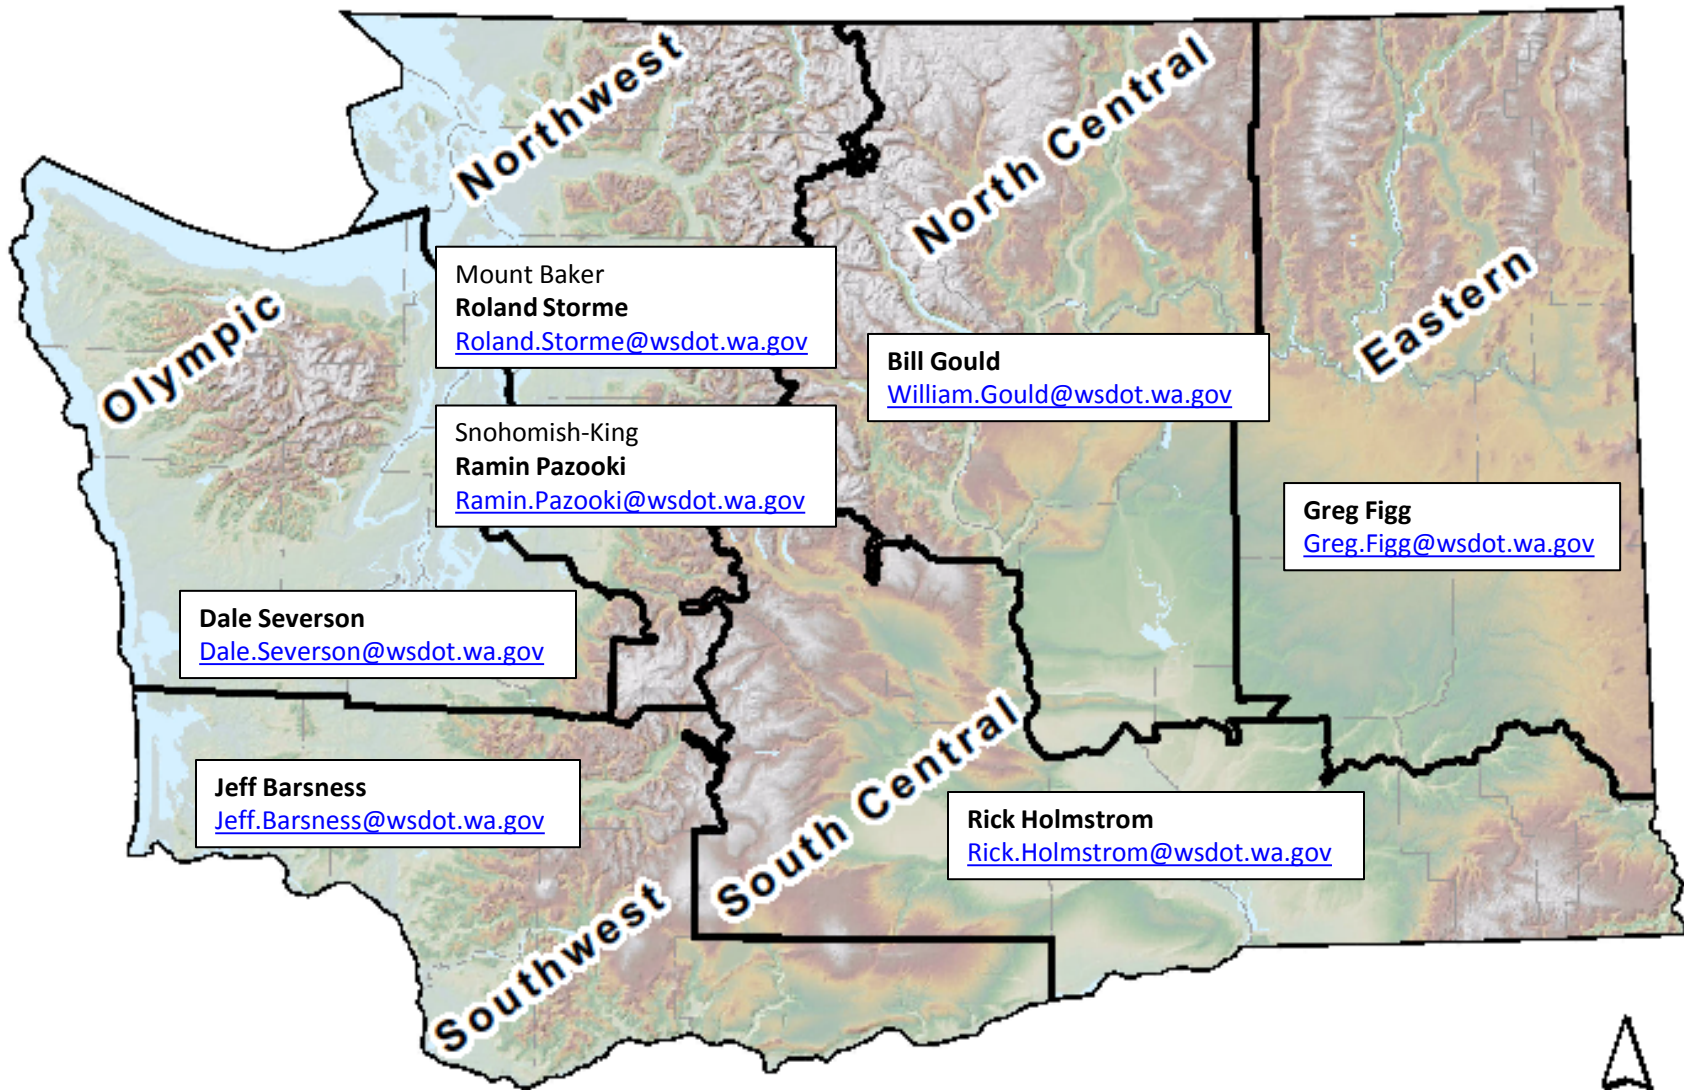 Northwest
North Central
Olympic
Eastern
Mount Baker
Roland Storme
Roland.Storme@wsdot.wa.gov
Bill Gould
William.Gould@wsdot.wa.gov
Snohomish-King
Ramin Pazooki
Ramin.Pazooki@wsdot.wa.gov
Greg Figg
Greg.Figg@wsdot.wa.gov
Dale Severson
Dale.Severson@wsdot.wa.gov
South Central
Jeff Barsness
Jeff.Barsness@wsdot.wa.gov
Rick Holmstrom
Rick.Holmstrom@wsdot.wa.gov
Southwest